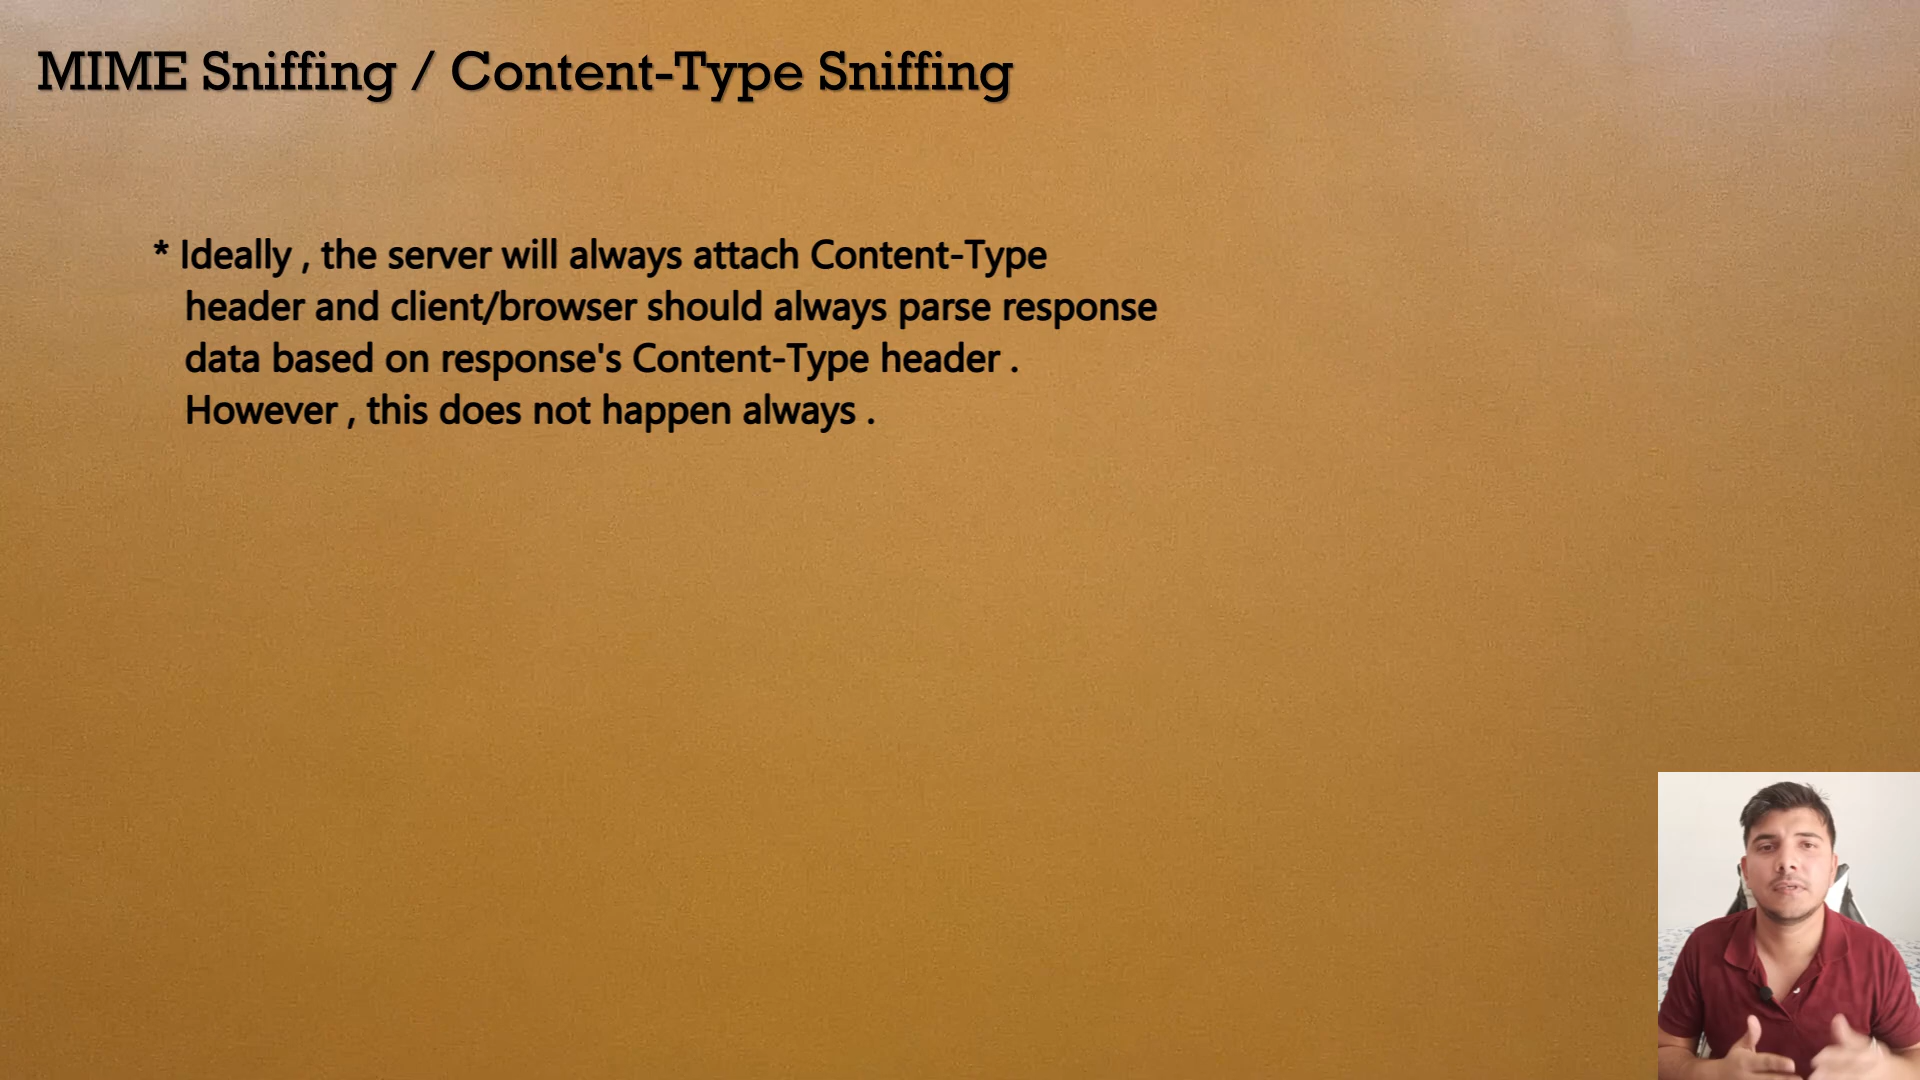 MIME Sniffing / Content-Type Sniffing
* Ideally , the server will always attach Content-Type
header and client/browser should always parse response
data based on response's Content-Type header .
However , this does not happen always .